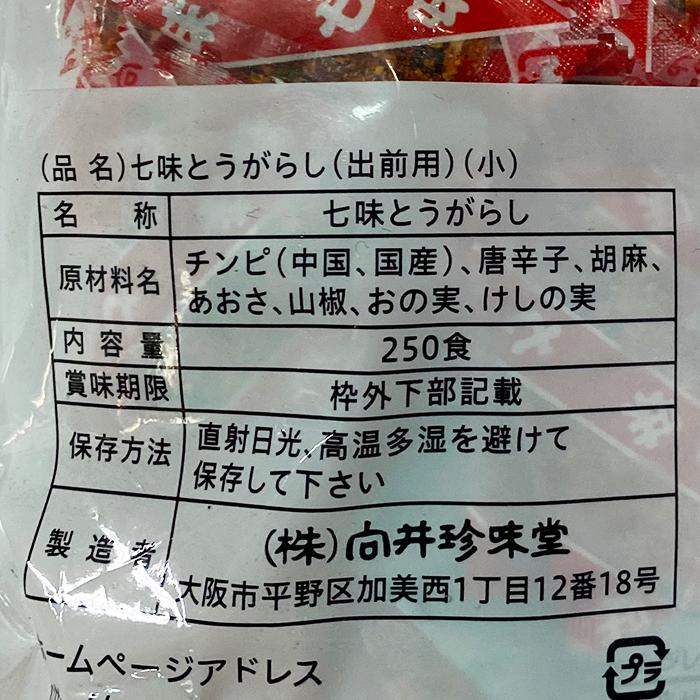 (品 名)七味とうがらし(出前用)(小)
名 称 七味とうがらし
原材料名 チンピ(中国、国産)、唐辛子、胡麻、
あおさ、山椒、おの実、けしの実
内容量 250食
賞味期限 枠外下部記載
保存方法 直射日光、高温多湿を避けて
保存して下さい
製造者 (株)向井珍味堂
大阪市平野区加美西1丁目12番18号
ームページアドレス
プラ